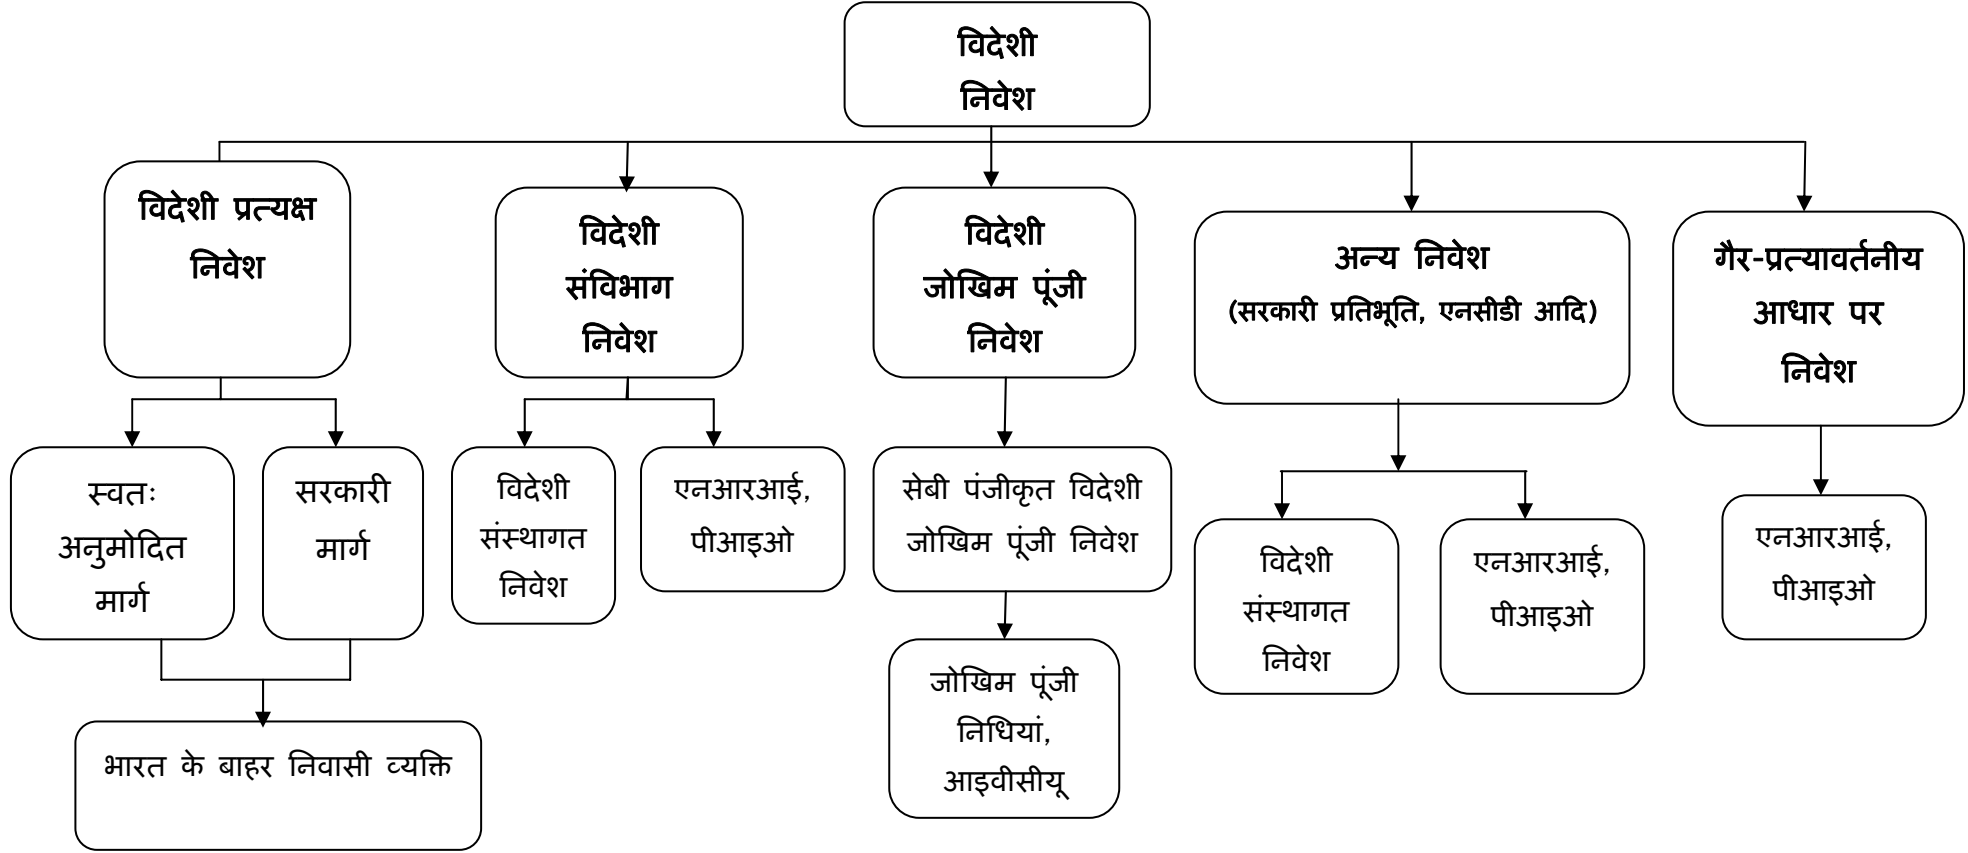 विदेशी
निवेश
विदेशी प्रत्यक्ष
निवेश
विदेशी
संविभाग
निवेश
विदेशी
जोखिम पूंजी
निवेश
अन्य निवेश
(सरकारी प्रतिभूति, एनसीडी आदि)
गैर-प्रत्यावर्तनीय
आधार पर
निवेश
स्वतः
अनुमोदित
मार्ग
सरकारी
मार्ग
विदेशी
संस्थागत
निवेश
एनआरआई,
पीआइओ
सेबी पंजीकृत विदेशी
जोखिम पूंजी निवेश
विदेशी
संस्थागत
निवेश
एनआरआई,
पीआइओ
एनआरआई,
पीआइओ
भारत के बाहर निवासी व्यक्ति
जोखिम पूंजी
निधियां,
आइवीसीयू